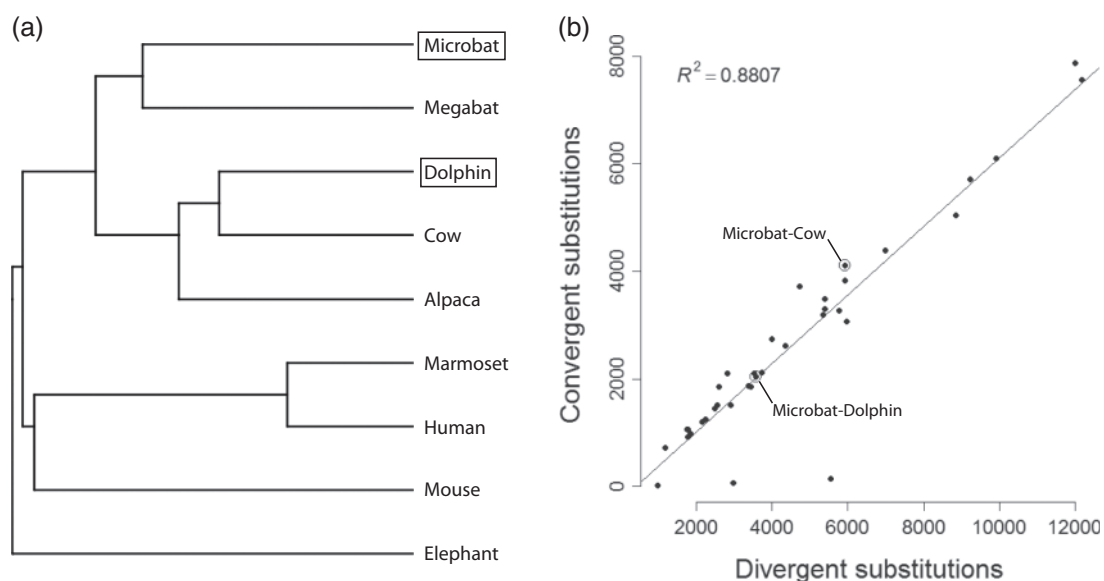 (a)
Microbat
Megabat
Dolphin
Cow
Alpaca
Marmoset
Human
Mouse
Elephant
(b)
R² = 0.8807
Convergent substitutions
8000
6000
4000
2000
0
Microbat-Cow
Microbat-Dolphin
2000 4000 6000 8000 10000 12000
Divergent substitutions